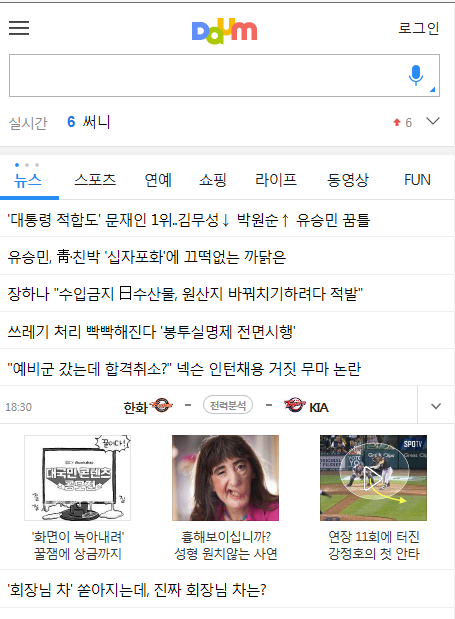 Daum
로그인
실시간 6 써니 6
뉴스 스포츠 연예 쇼핑 라이프 동영상 FUN
'대통령 적합도' 문재인 1위..김무성↓ 박원순↑ 유승민 꿈틀
유승민, 靑·친박 '십자포화'에 끄떡없는 까닭은
장하나 "수입금지 日수산물, 원산지 바꿔치기하려다 적발"
쓰레기 처리 빡빡해진다 '봉투실명제 전면시행'
"예비군 갔는데 합격취소?" 넥슨 인턴채용 거짓 무마 논란
18:30 한화 - 전력분석 - KIA
끌어다!
대국민 콘텐츠
공모전
SPOTV
'화면이 녹아내려'
꿀잼에 상금까지
흉해보이십니까?
성형 원치않는 사연
연장 11회에 터진
강정호의 첫 안타
'회장님 차' 쏟아지는데, 진짜 회장님 차는?